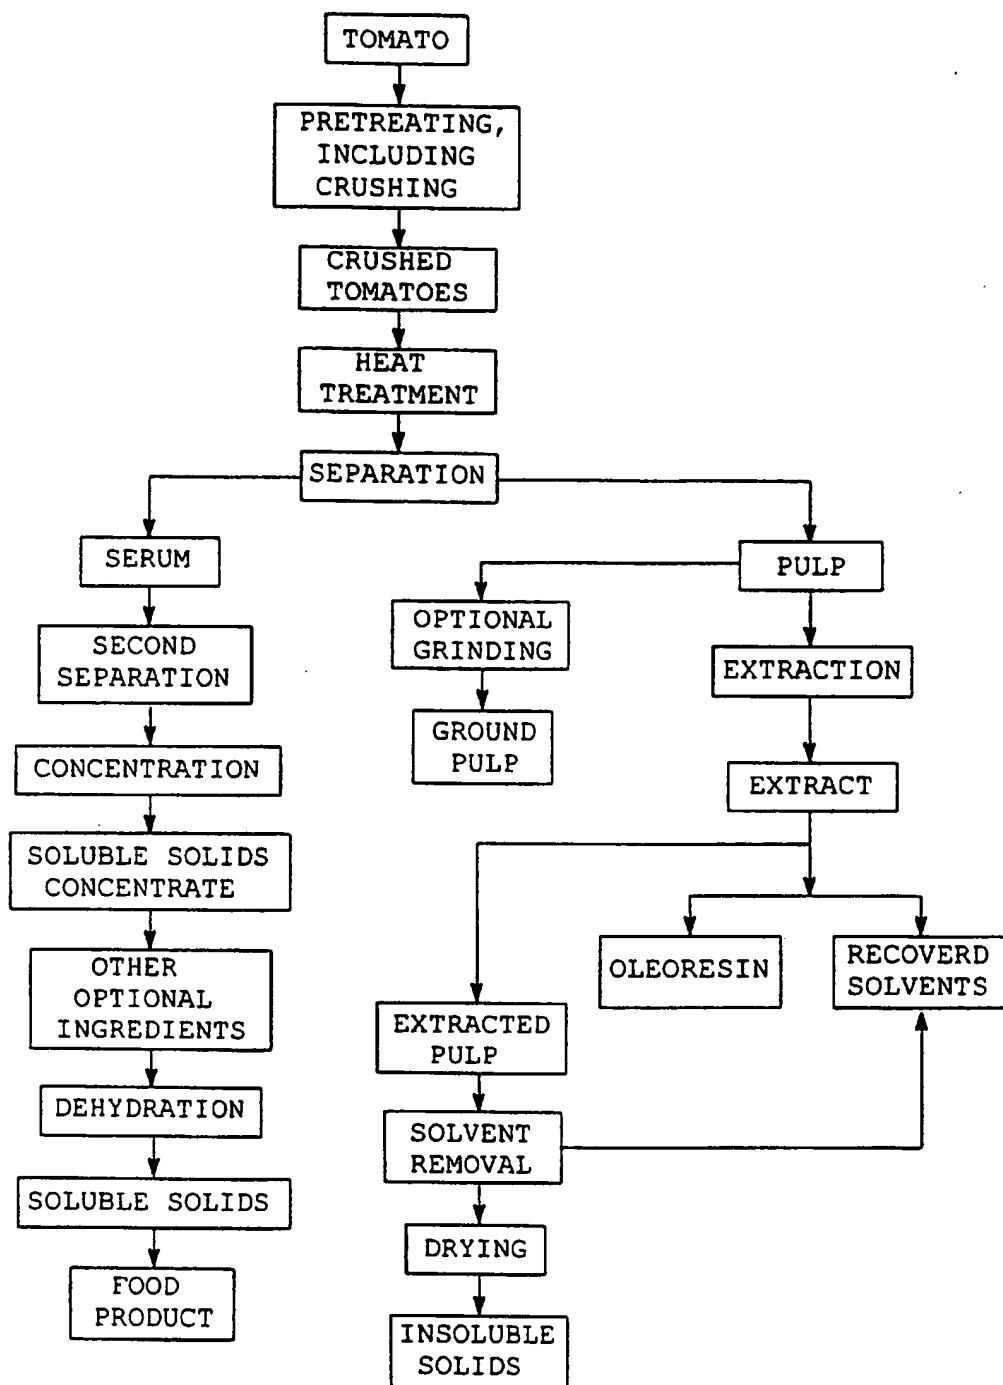 TOMATO
PRETREATING,
INCLUDING
CRUSHING
CRUSHED
TOMATOES
HEAT
TREATMENT
SEPARATION
SERUM
SECOND
SEPARATION
CONCENTRATION
SOLUBLE SOLIDS
CONCENTRATE
OTHER
OPTIONAL
INGREDIENTS
DEHYDRATION
SOLUBLE SOLIDS
FOOD
PRODUCT
PULP
OPTIONAL
GRINDING
GROUND
PULP
EXTRACTION
EXTRACT
OLEORESIN
RECOVERD
SOLVENTS
EXTRACTED
PULP
SOLVENT
REMOVAL
DRYING
INSOLUBLE
SOLIDS